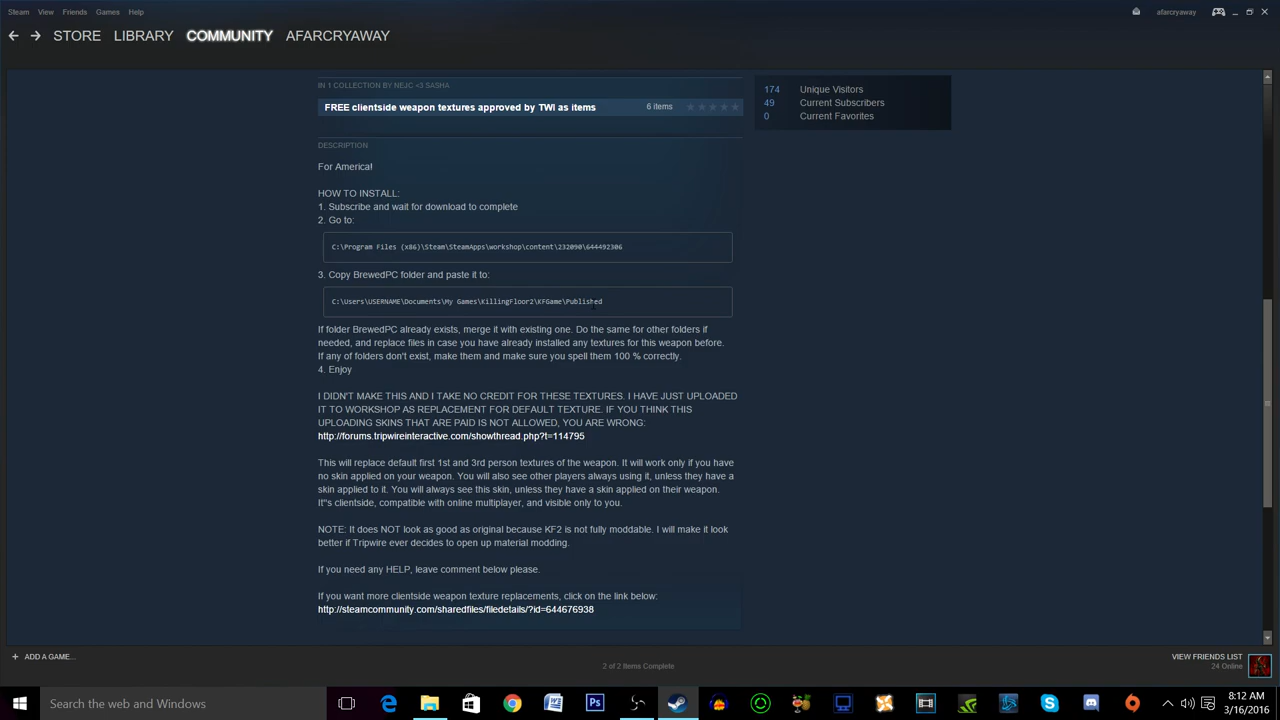 Steam View Friends Games Help
afarcryaway
STORE LIBRARY COMMUNITY AFARCRYAWAY
IN 1 COLLECTION BY NEJC <3 SASHA
FREE clientside weapon textures approved by TWI as items 6 items
174 Unique Visitors
49 Current Subscribers
0 Current Favorites
DESCRIPTION
For America!
HOW TO INSTALL:
1. Subscribe and wait for download to complete
2. Go to:
C:\Program Files (x86)\Steam\SteamApps\workshop\content\232090\644492306
3. Copy BrewedPC folder and paste it to:
C:\Users\USERNAME\Documents\My Games\KillingFloor2\KFGame\Published
If folder BrewedPC already exists, merge it with existing one. Do the same for other folders if
needed, and replace files in case you have already installed any textures for this weapon before.
If any of folders don't exist, make them and make sure you spell them 100 % correctly.
4. Enjoy
I DIDN'T MAKE THIS AND I TAKE NO CREDIT FOR THESE TEXTURES. I HAVE JUST UPLOADED
IT TO WORKSHOP AS REPLACEMENT FOR DEFAULT TEXTURE. IF YOU THINK THIS
UPLOADING SKINS THAT ARE PAID IS NOT ALLOWED, YOU ARE WRONG:
http://forums.tripwireinteractive.com/showthread.php?t=114795
This will replace default first 1st and 3rd person textures of the weapon. It will work only if you have
no skin applied on your weapon. You will also see other players always using it, unless they have a
skin applied to it. You will always see this skin, unless they have a skin applied on their weapon.
It''s clientside, compatible with online multiplayer, and visible only to you.
NOTE: It does NOT look as good as original because KF2 is not fully moddable. I will make it look
better if Tripwire ever decides to open up material modding.
If you need any HELP, leave comment below please.
If you want more clientside weapon texture replacements, click on the link below:
http://steamcommunity.com/sharedfiles/filedetails/?id=644676938
+ ADD A GAME...
2 of 2 Items Complete
VIEW FRIENDS LIST
24 Online
Search the web and Windows
8:12 AM
3/16/2016